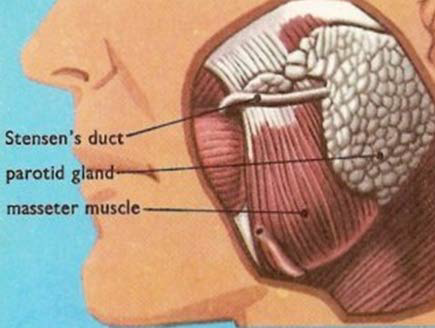 Stensen's duct
parotid gland
masseter muscle